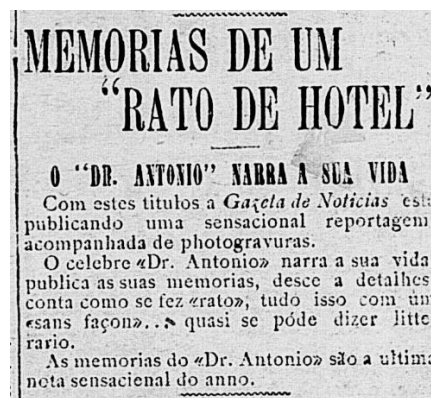 MEMORIAS DE UM
“RATO DE HOTEL”
O “DR. ANTONIO” NARRA A SUA VIDA
Com estes titulos a Gazeta de Noticias está
publicando uma sensacional reportagem
acompanhada de photogravuras.
O celebre «Dr. Antonio» narra a sua vida
publica as suas memorias, desce a detalhes
conta como se fez «rato», tudo isso com um
«sans façon»... quasi se póde dizer litte
rario.
As memorias do «Dr. Antonio» são a ultima
nota sensacional do anno.